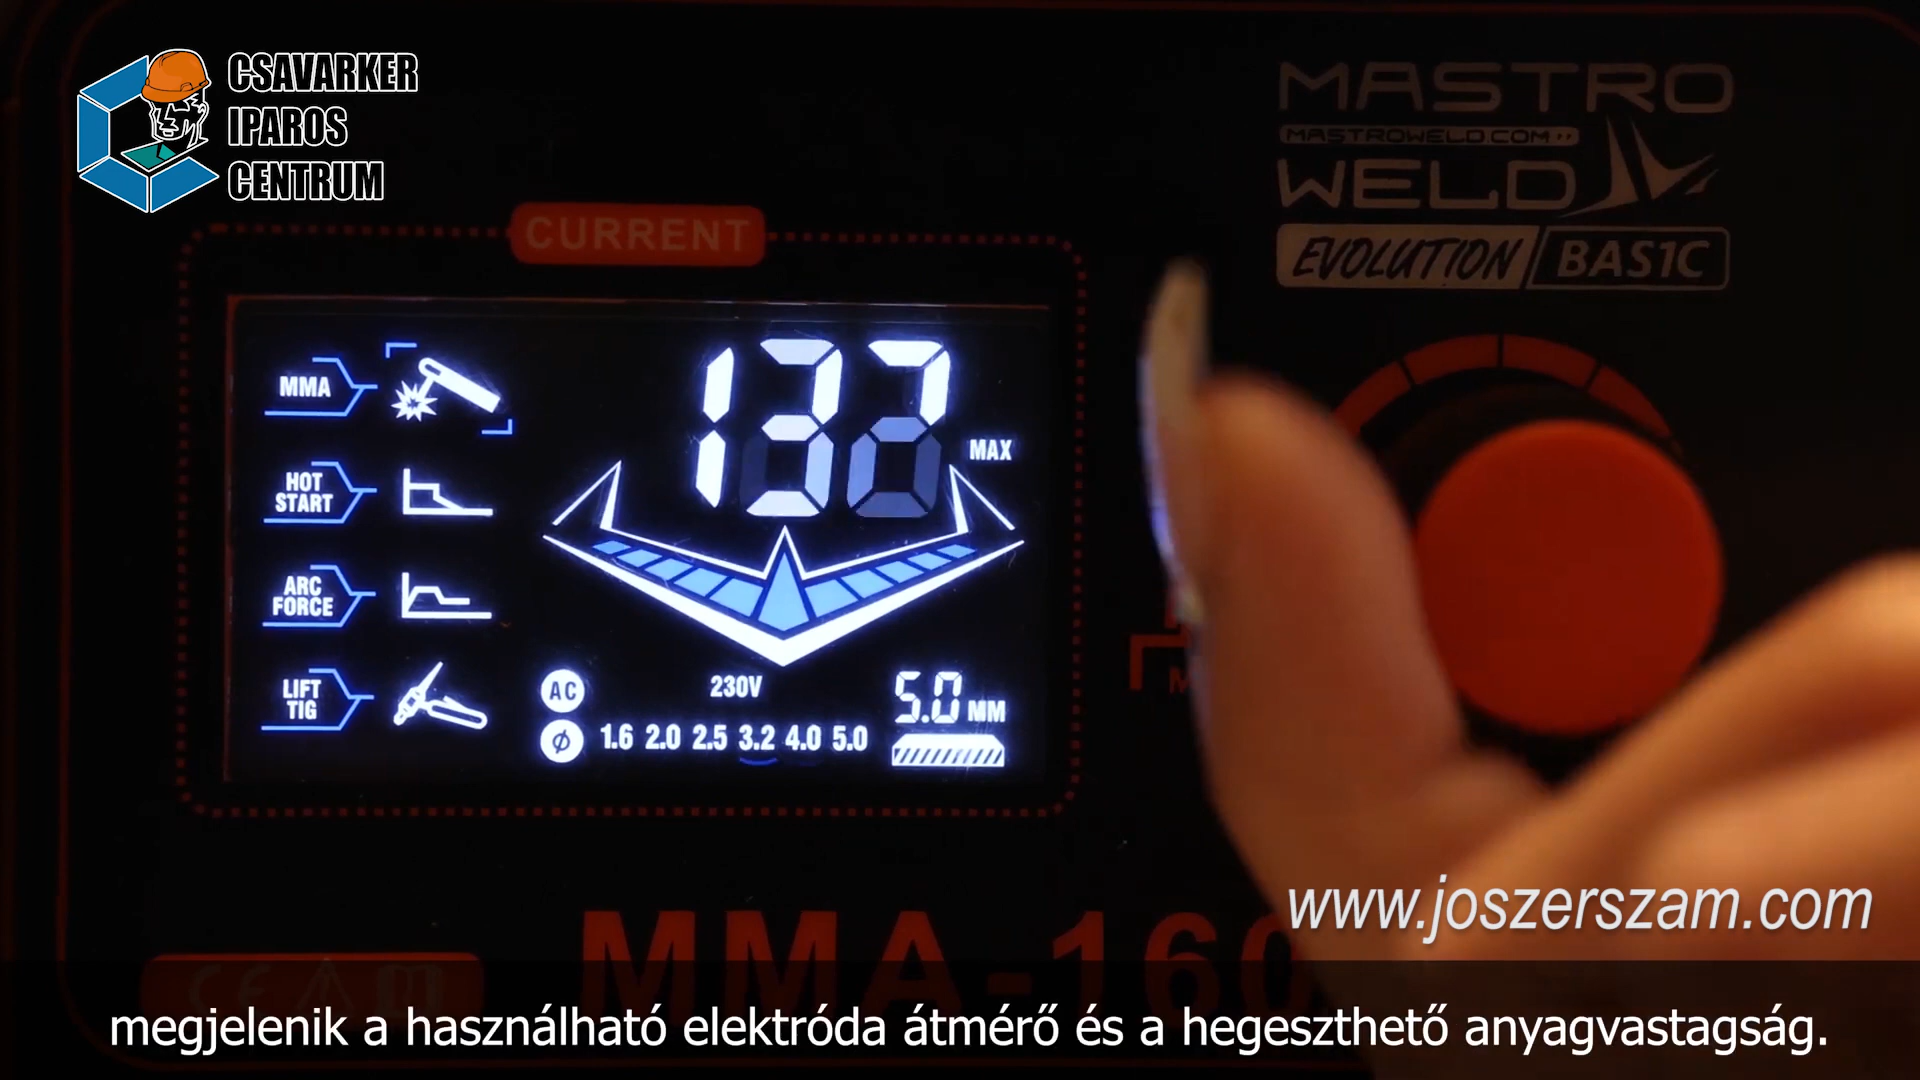 CSAVARKER
IPAROS
CENTRUM
MASTRO
MASTROWELD.COM
WELD
EVOLUTION BAS1C
CURRENT
MMA
HOT
START
ARC
FORCE
LIFT
TIG
MAX
AC
230V
5.0 MM
1.6 2.0 2.5 3.2 4.0 5.0
www.joszerszam.com
MMA-160
CE
megjelenik a használható elektróda átmérő és a hegeszthető anyagvastagság.